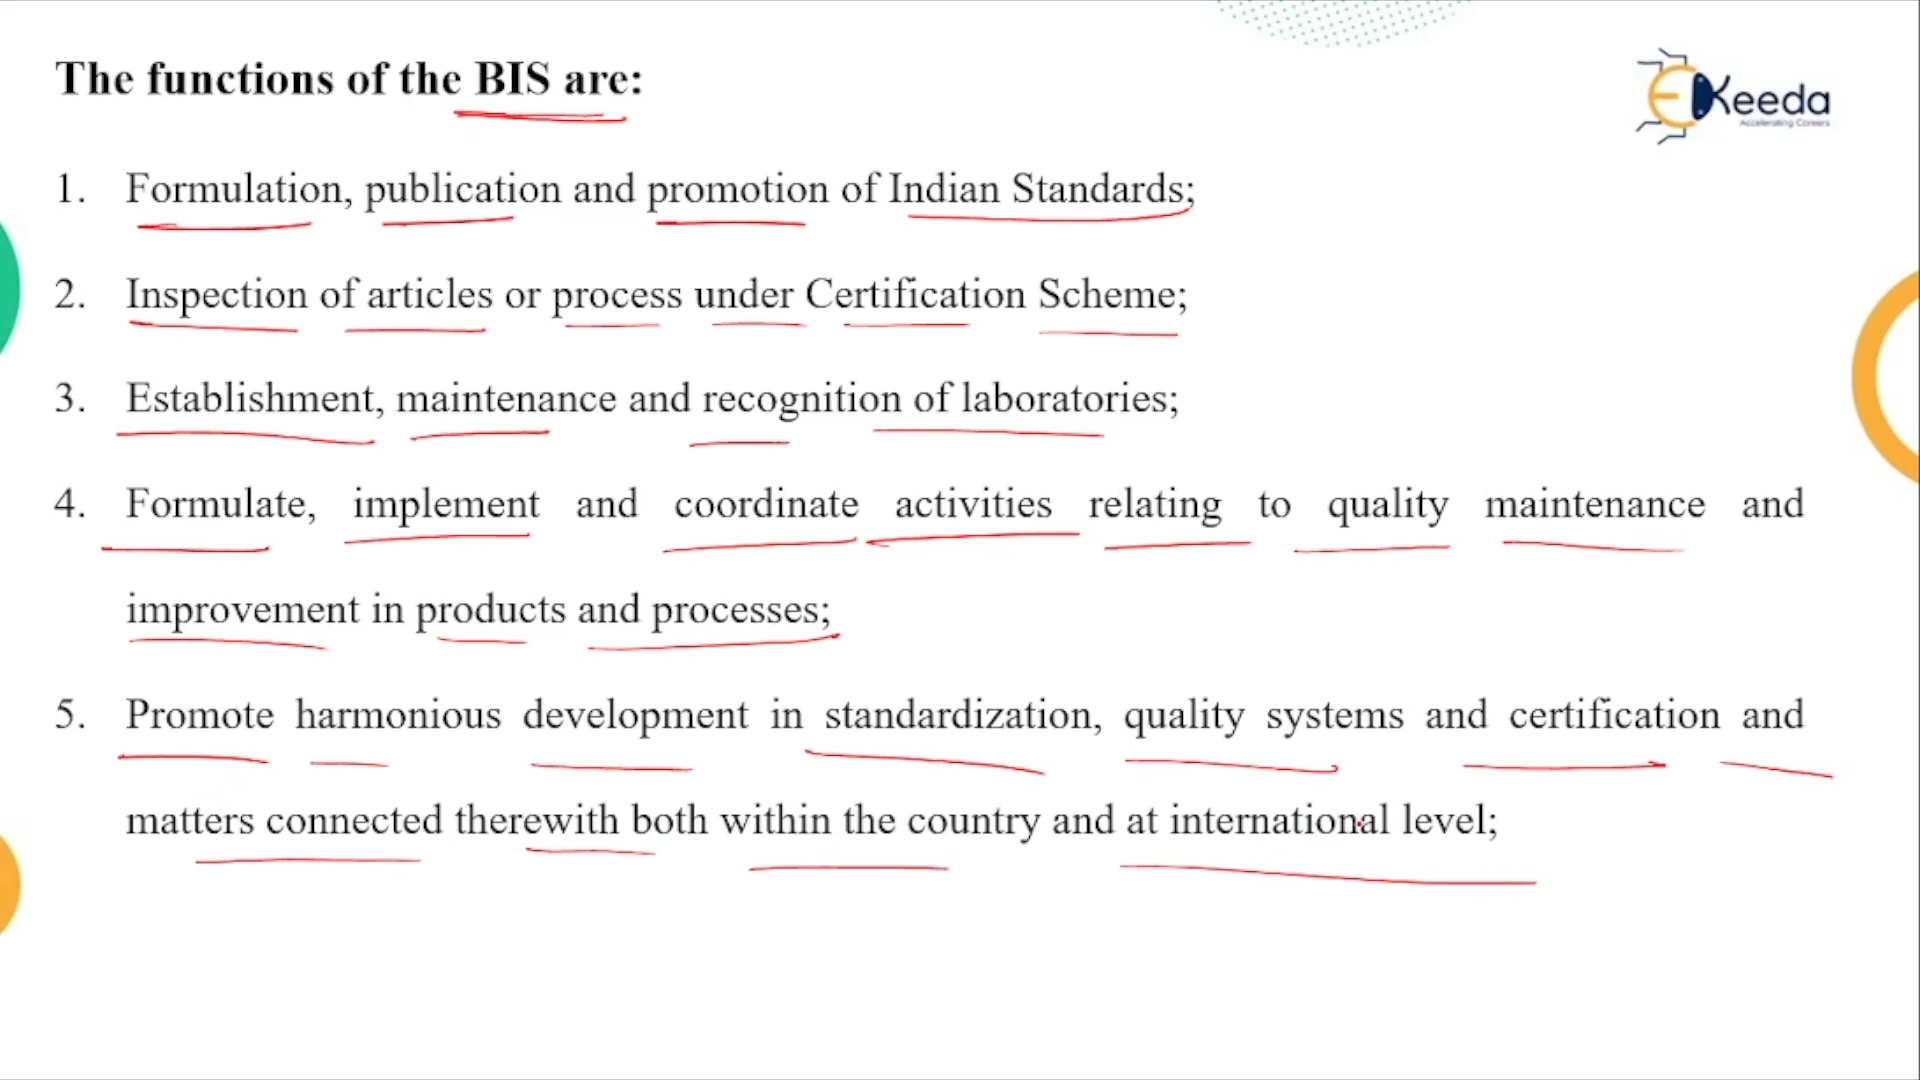 The functions of the BIS are:
EKeeda
Accelerating Careers
1. Formulation, publication and promotion of Indian Standards;
2. Inspection of articles or process under Certification Scheme;
3. Establishment, maintenance and recognition of laboratories;
4. Formulate, implement and coordinate activities relating to quality maintenance and
improvement in products and processes;
5. Promote harmonious development in standardization, quality systems and certification and
matters connected therewith both within the country and at international level;